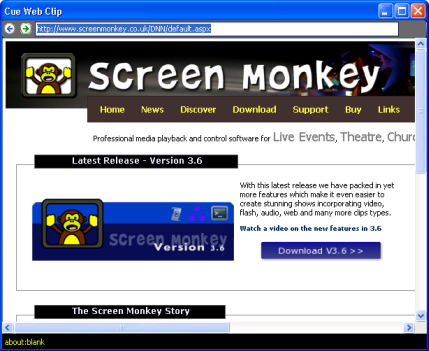 Cue Web Clip
http://www.screenmonkey.co.uk/DNN/default.aspx
SCREEN MONKEY
Home News Discover Download Support Buy Links
Professional media playback and control software for Live Events, Theatre, Churc
Latest Release - Version 3.6
With this latest release we have packed in yet
more features which make it even easier to
create stunning shows incorporating video,
flash, audio, web and many more clips types.
Watch a video on the new features in 3.6
Screen Monkey
Version 3.6
Download V3.6 >>
The Screen Monkey Story
about:blank